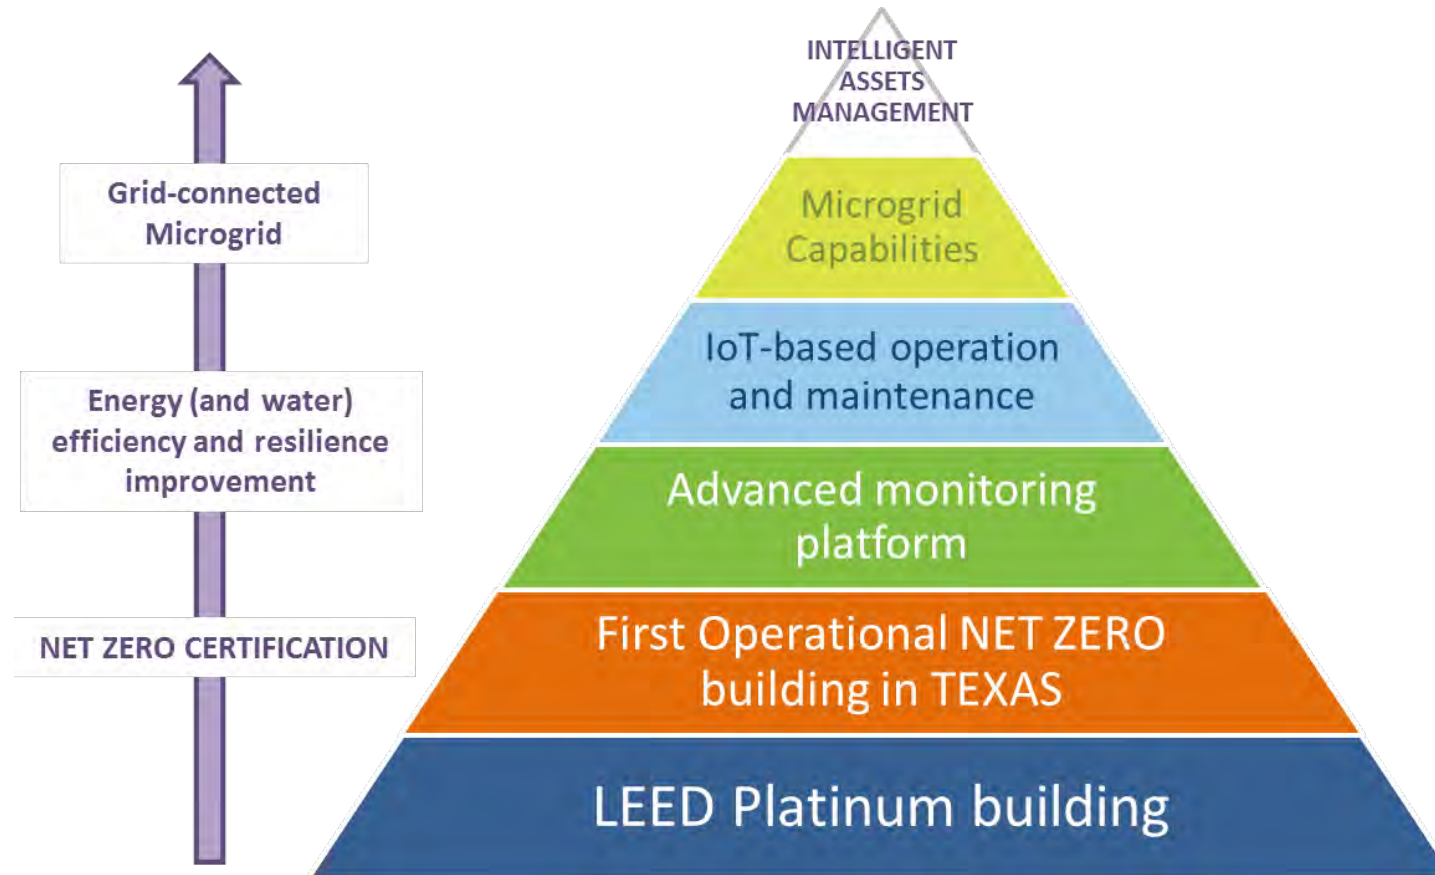 Grid-connected
Microgrid
Energy (and water)
efficiency and resilience
improvement
NET ZERO CERTIFICATION
INTELLIGENT
ASSETS
MANAGEMENT
Microgrid
Capabilities
IoT-based operation
and maintenance
Advanced monitoring
platform
First Operational NET ZERO
building in TEXAS
LEED Platinum building